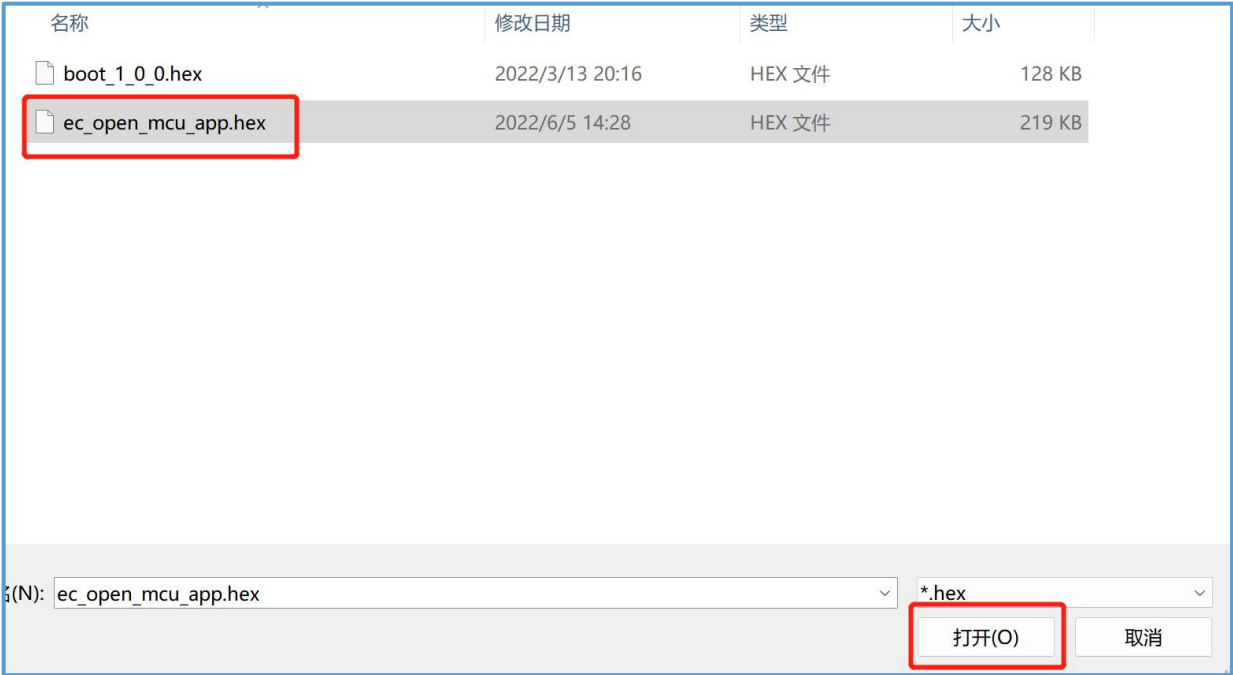 名称 修改日期 类型 大小
boot_1_0_0.hex 2022/3/13 20:16 HEX 文件 128 KB
ec_open_mcu_app.hex 2022/6/5 14:28 HEX 文件 219 KB
(N): ec_open_mcu_app.hex *.hex
打开(O) 取消